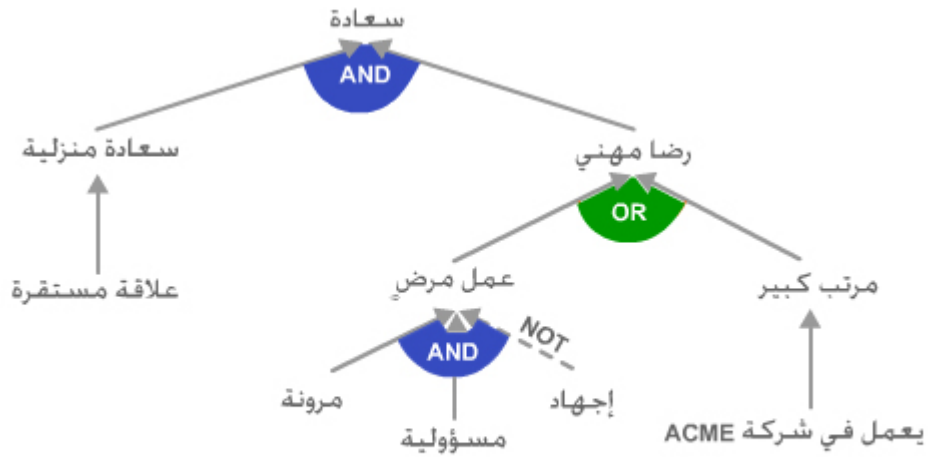 سعادة
AND
سعادة منزلية
رضا مهني
OR
علاقة مستقرة
عمل مرضٍ
مرتب كبير
NOT
AND
مرونة
إجهاد
مسؤولية
يعمل في شركة ACME